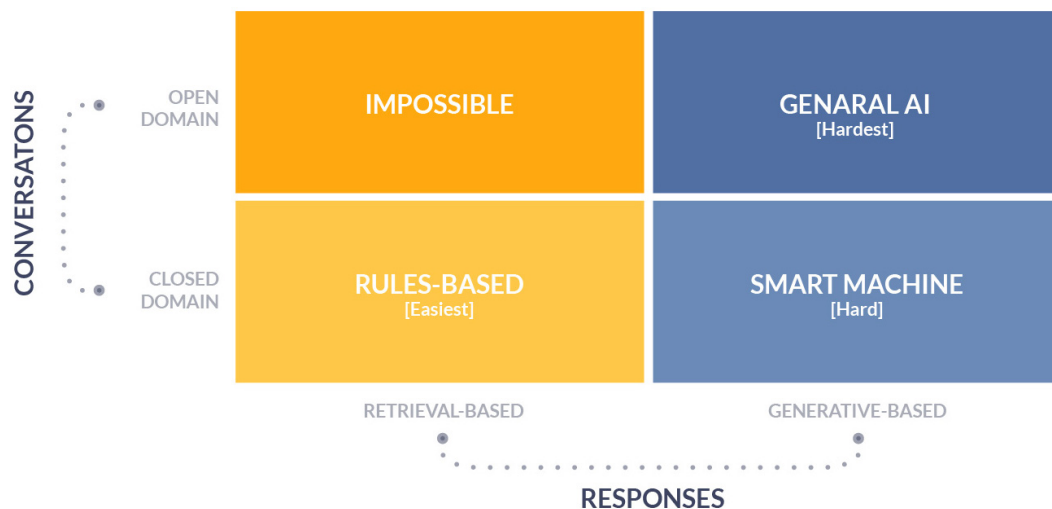 CONVERSATONS
OPEN
DOMAIN
IMPOSSIBLE
GENARAL AI
[Hardest]
CLOSED
DOMAIN
RULES-BASED
[Easiest]
SMART MACHINE
[Hard]
RETRIEVAL-BASED
GENERATIVE-BASED
RESPONSES